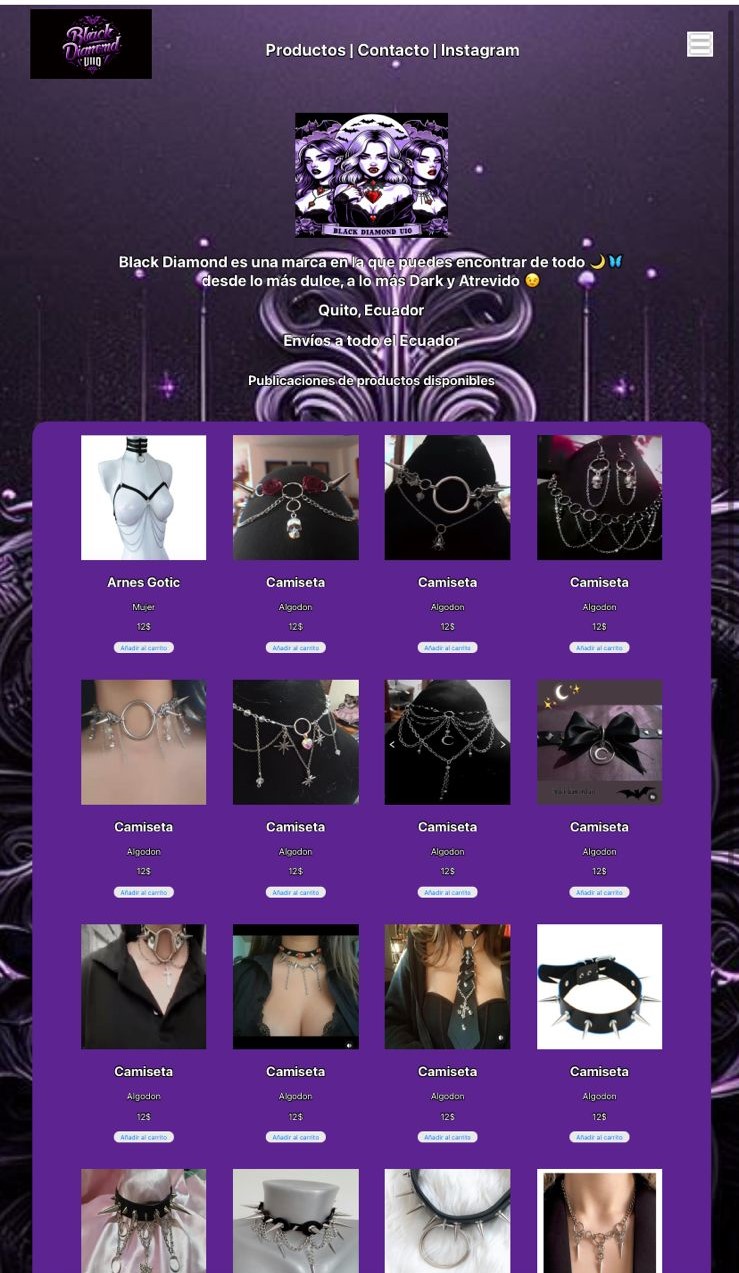 Black
Diamond
UIO
Productos | Contacto | Instagram
BLACK DIAMOND UIO
Black Diamond es una marca en la que puedes encontrar de todo 🌙🦋
desde lo más dulce, a lo más Dark y Atrevido 😉
Quito, Ecuador
Envíos a todo el Ecuador
Publicaciones de productos disponibles
Arnes Gotic Camiseta Camiseta Camiseta
Mujer Algodon Algodon Algodon
12$ 12$ 12$ 12$
Añadir al carrito Añadir al carrito Añadir al carrito Añadir al carrito
Camiseta Camiseta Camiseta Camiseta
Algodon Algodon Algodon Algodon
12$ 12$ 12$ 12$
Añadir al carrito Añadir al carrito Añadir al carrito Añadir al carrito
Camiseta Camiseta Camiseta Camiseta
Algodon Algodon Algodon Algodon
12$ 12$ 12$ 12$
Añadir al carrito Añadir al carrito Añadir al carrito Añadir al carrito